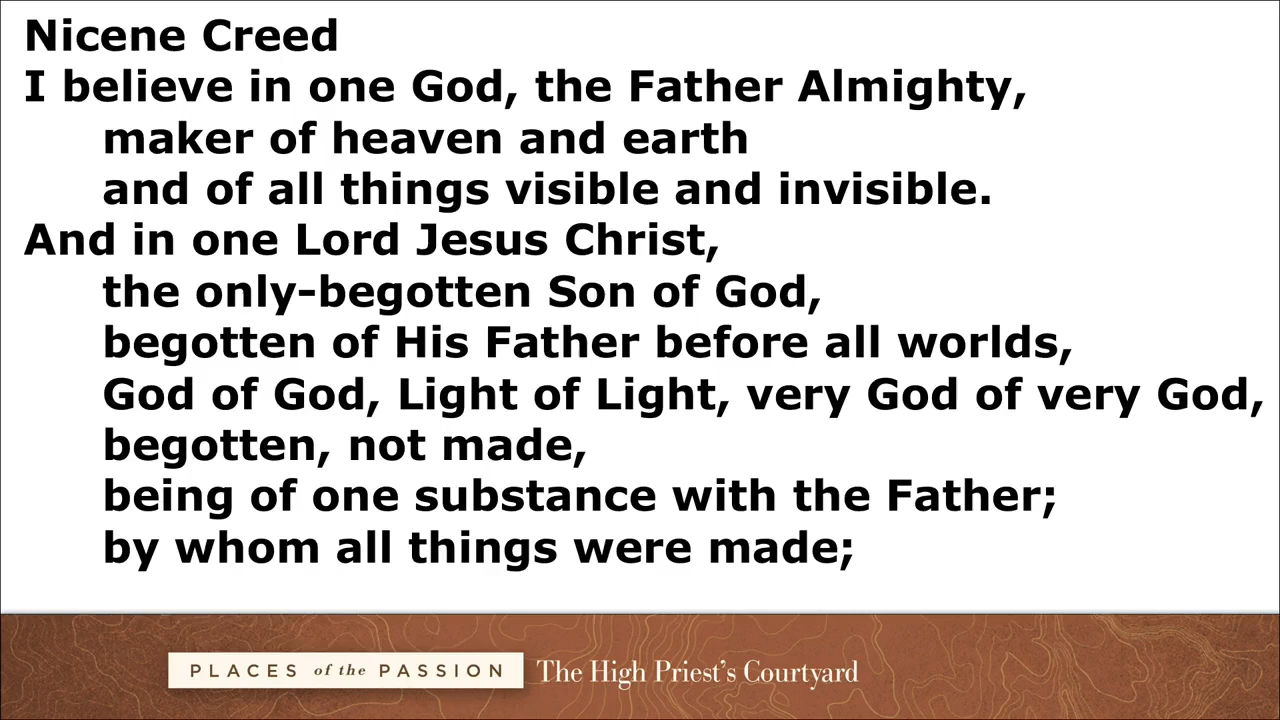 Nicene Creed
I believe in one God, the Father Almighty,
maker of heaven and earth
and of all things visible and invisible.
And in one Lord Jesus Christ,
the only-begotten Son of God,
begotten of His Father before all worlds,
God of God, Light of Light, very God of very God,
begotten, not made,
being of one substance with the Father;
by whom all things were made;
PLACES of the PASSION The High Priest's Courtyard